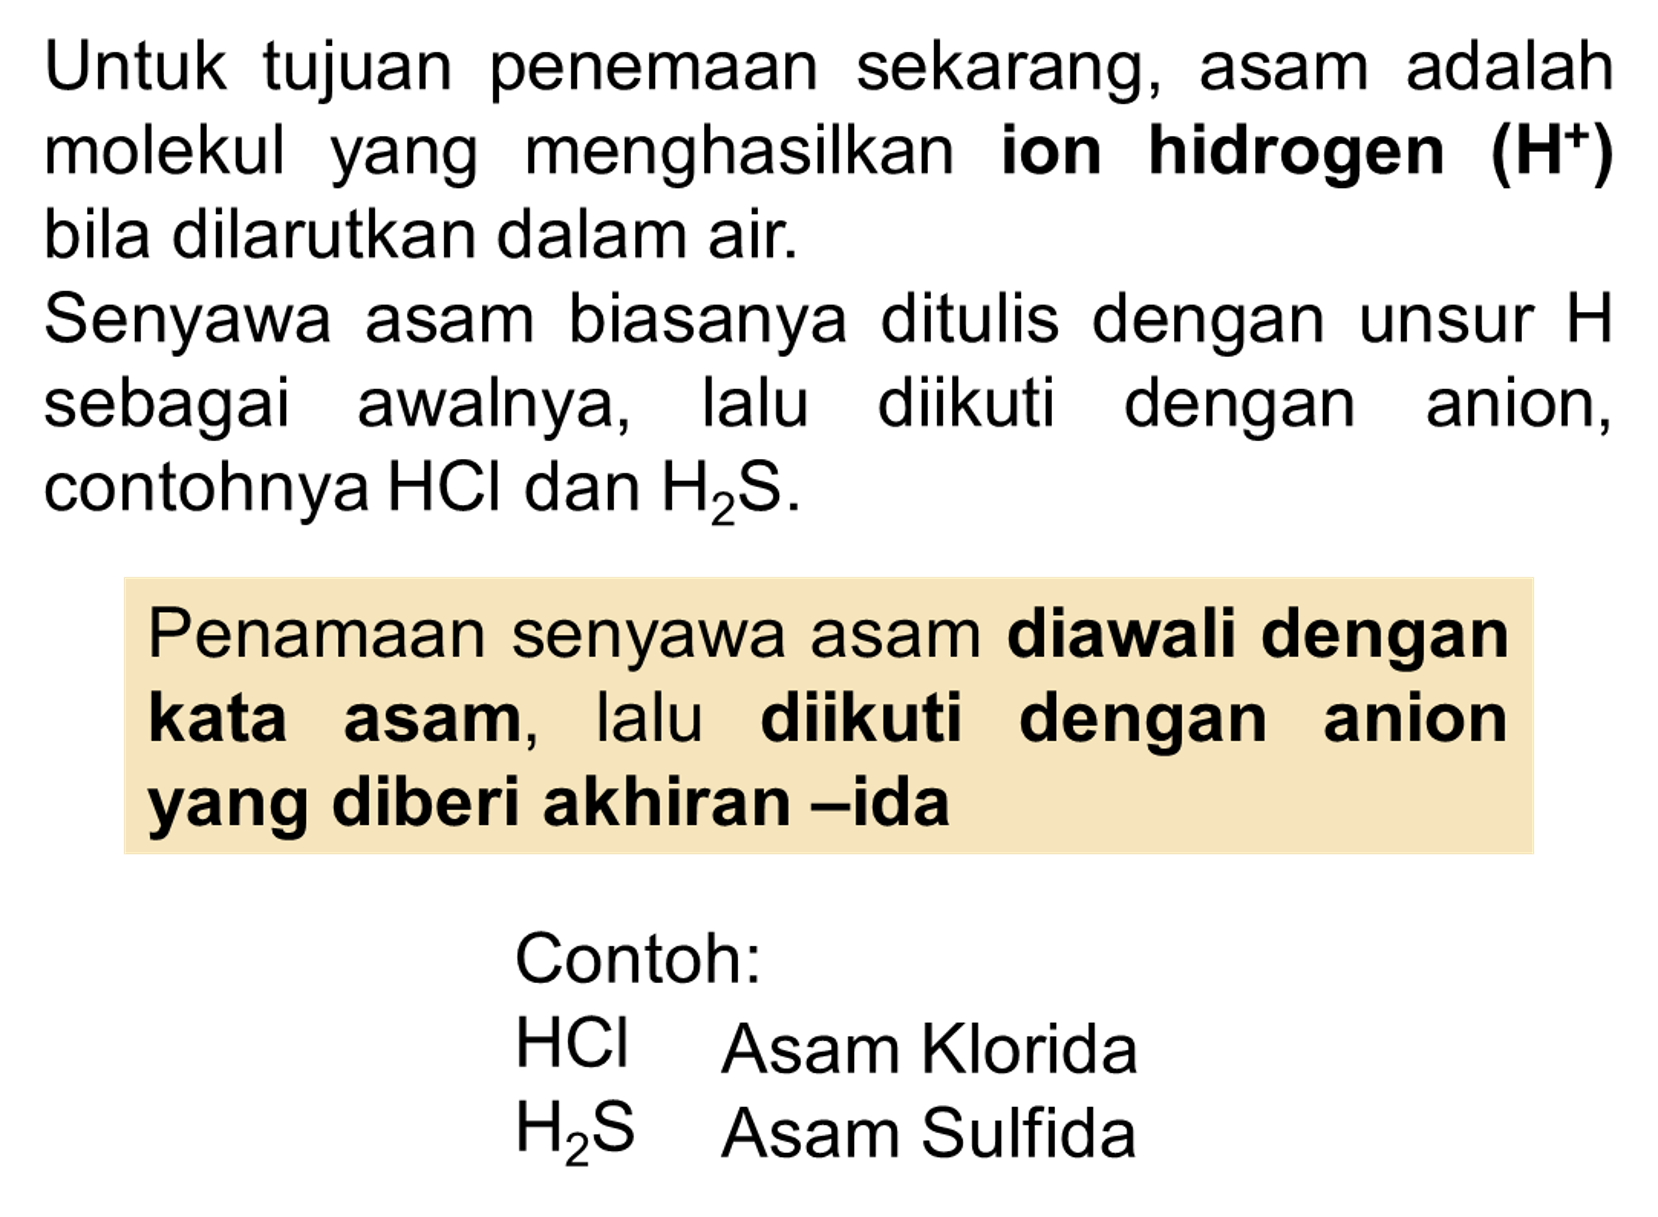 Untuk tujuan penemaan sekarang, asam adalah
molekul yang menghasilkan ion hidrogen (H⁺)
bila dilarutkan dalam air.
Senyawa asam biasanya ditulis dengan unsur H
sebagai awalnya, lalu diikuti dengan anion,
contohnya HCl dan H₂S.
Penamaan senyawa asam diawali dengan
kata asam, lalu diikuti dengan anion
yang diberi akhiran –ida
Contoh:
HCl Asam Klorida
H₂S Asam Sulfida